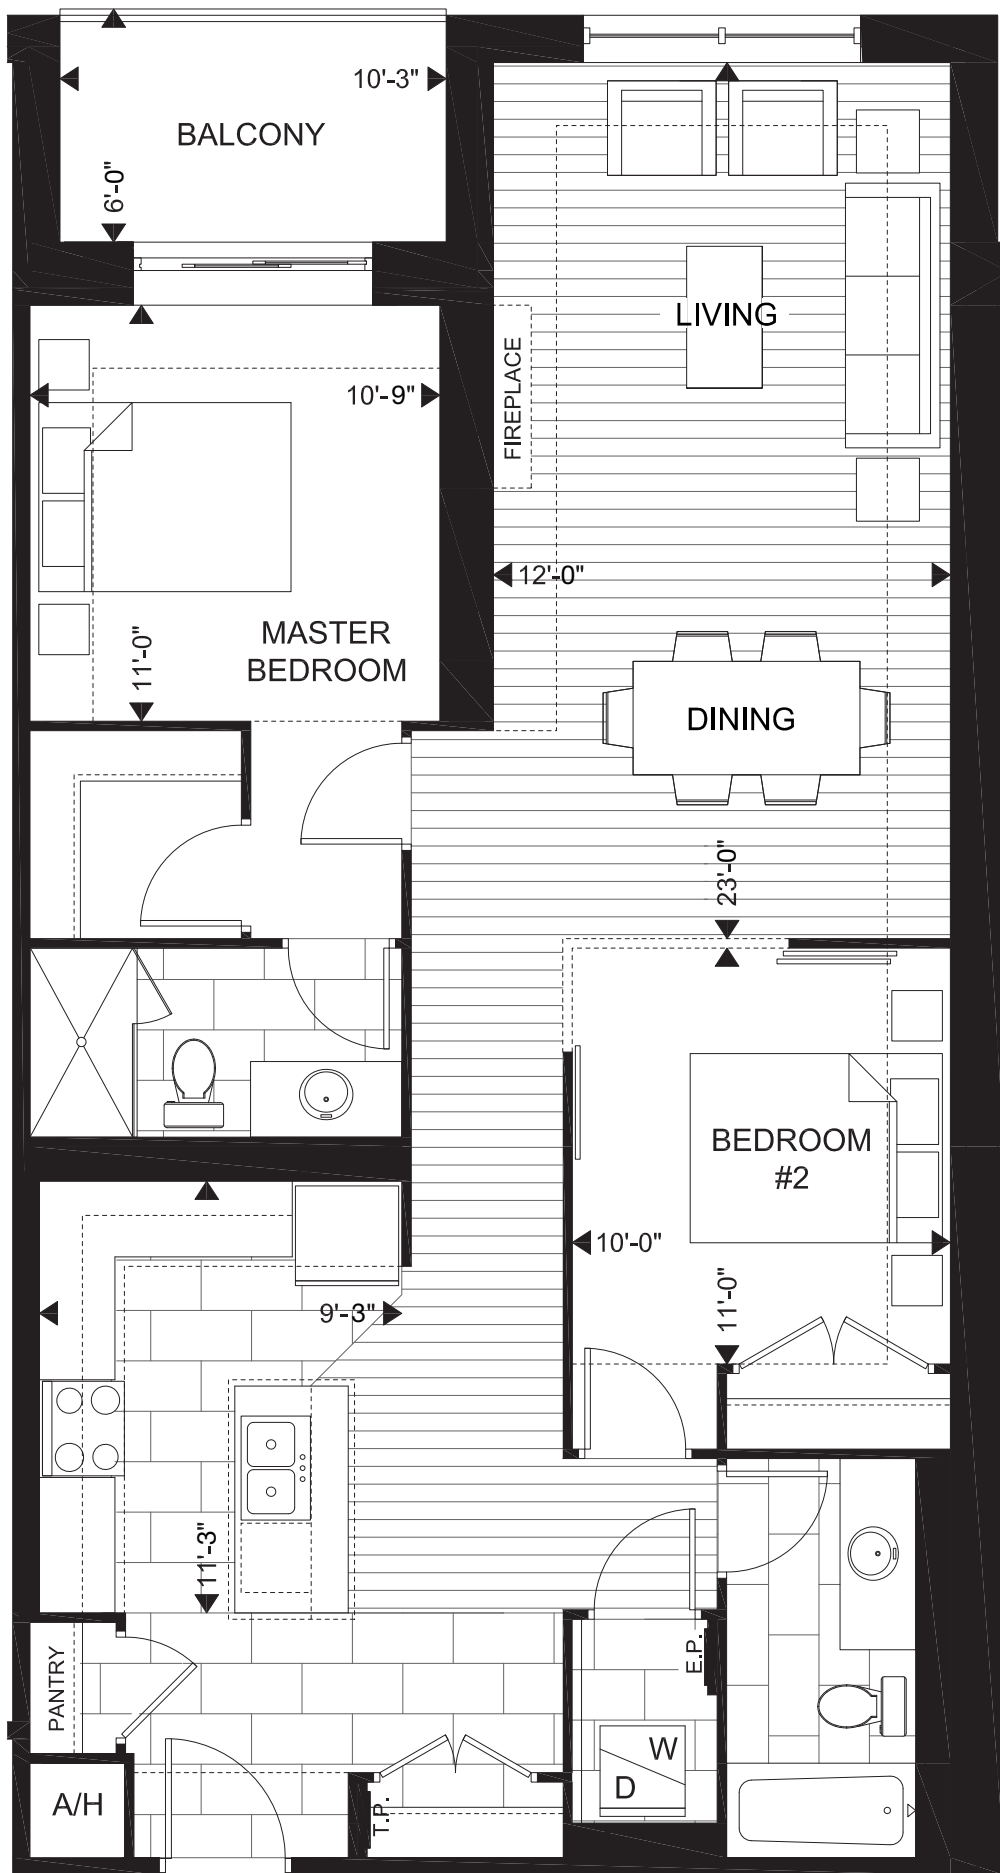 10'-3"
BALCONY
6'-0"
LIVING
FIREPLACE
10'-9"
12'-0"
MASTER
BEDROOM
11'-0"
DINING
23'-0"
BEDROOM
#2
10'-0"
11'-0"
9'-3"
11'-3"
PANTRY
E.P.
W
D
A/H
T.P.